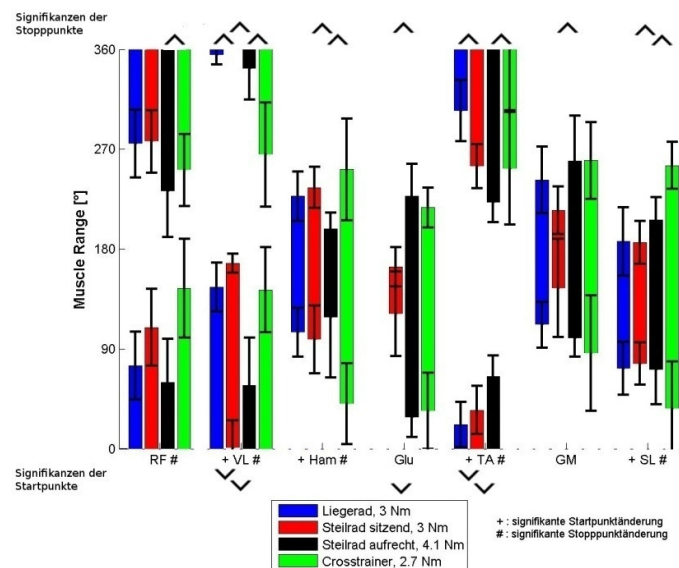 Signifikanzen der
Stopppunkte
360
270
180
90
0
Muscle Range [°]
RF #
+ VL #
+ Ham #
Glu
+ TA #
GM
+ SL #
Signifikanzen der
Startpunkte
Liegerad, 3 Nm
Steilrad sitzend, 3 Nm
Steilrad aufrecht, 4.1 Nm
Crosstrainer, 2.7 Nm
+ : signifikante Startpunktänderung
# : signifikante Stopppunktänderung